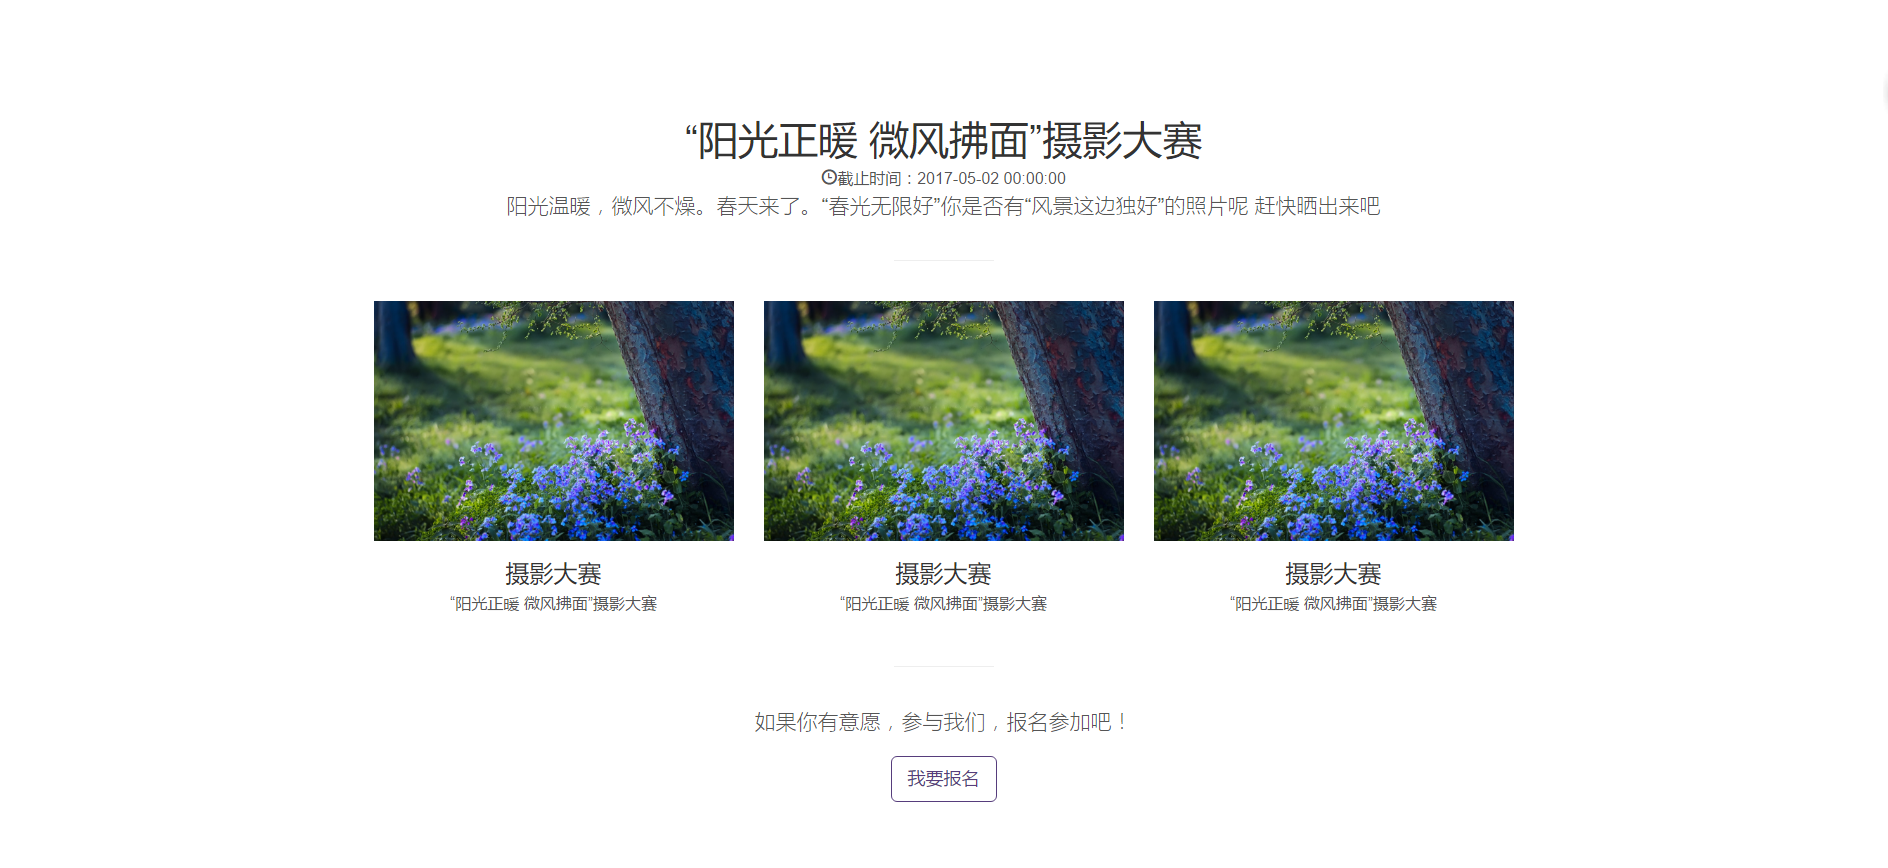 “阳光正暖 微风拂面”摄影大赛
截止时间：2017-05-02 00:00:00
阳光温暖，微风不燥。春天来了。“春光无限好”你是否有“风景这边独好”的照片呢 赶快晒出来吧
摄影大赛
“阳光正暖 微风拂面”摄影大赛
摄影大赛
“阳光正暖 微风拂面”摄影大赛
摄影大赛
“阳光正暖 微风拂面”摄影大赛
如果你有意愿，参与我们，报名参加吧！
我要报名